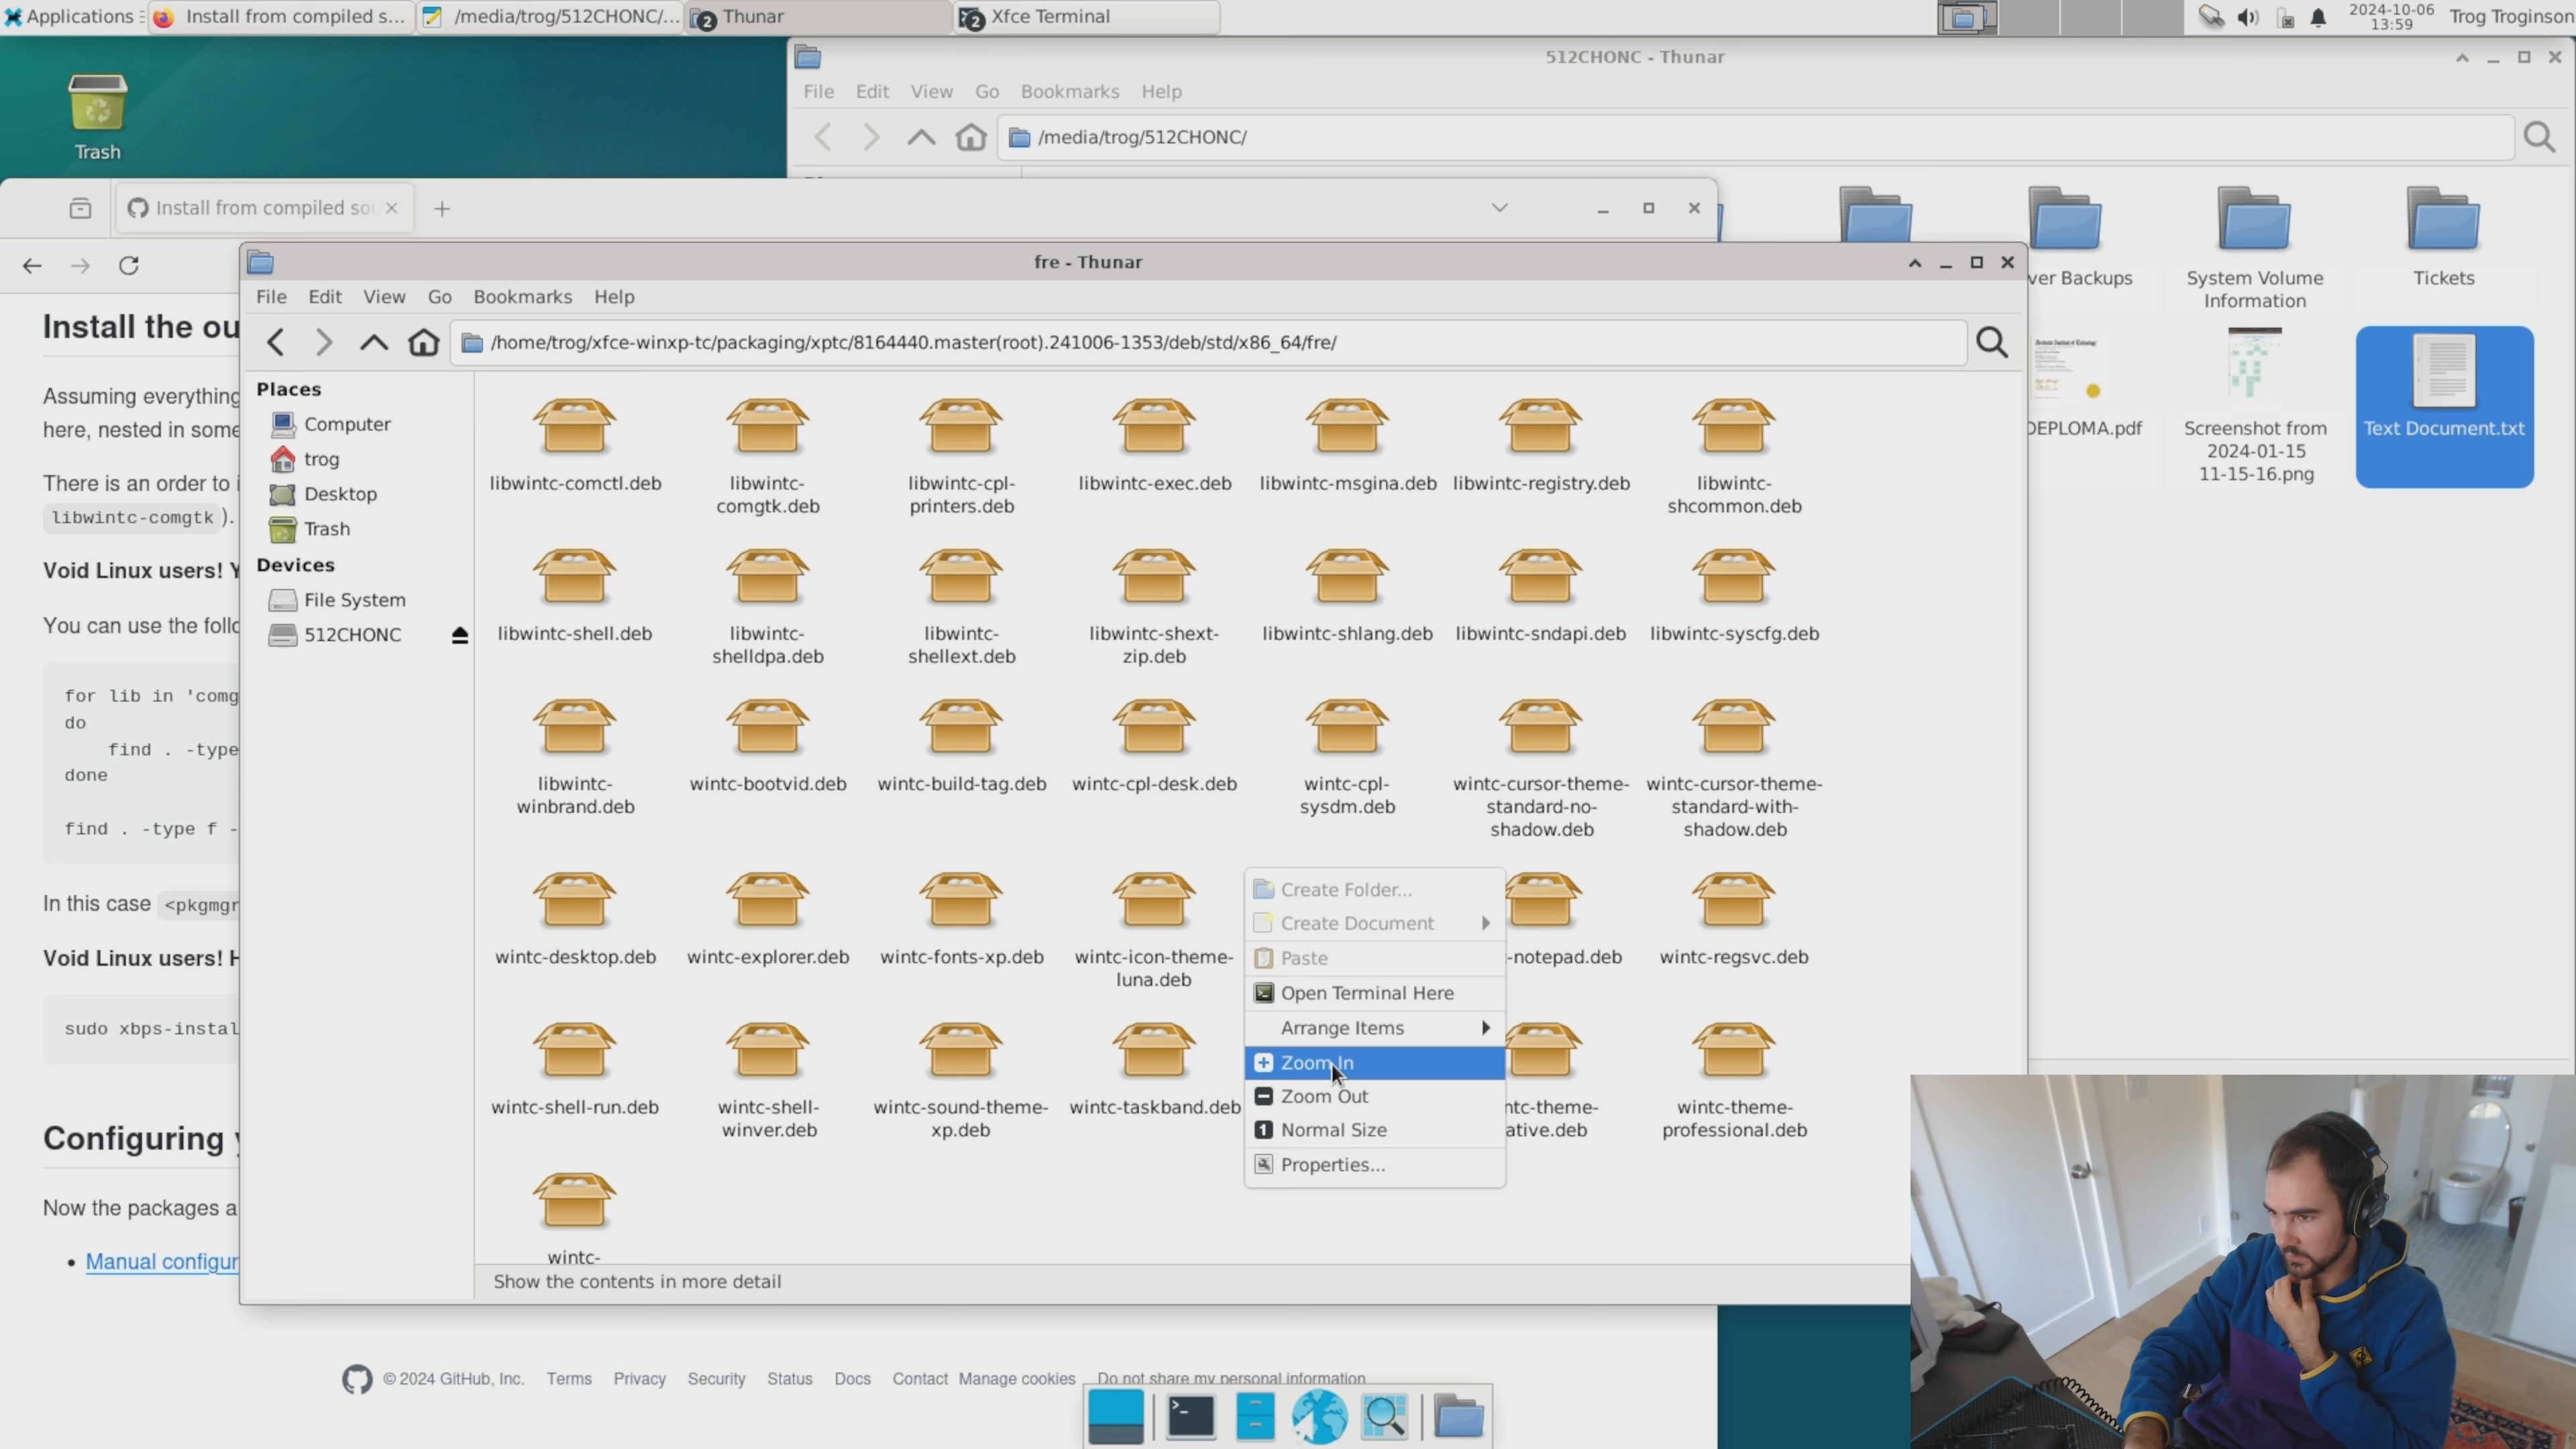 Applications
Install from compiled s...
/media/trog/512CHONC/...
2
Thunar
2
Xfce Terminal
2024-10-06
13:59
Trog Troginson
Trash
512CHONC - Thunar
File Edit View Go Bookmarks Help
/media/trog/512CHONC/
Install from compiled sou
fre - Thunar
File Edit View Go Bookmarks Help
/home/trog/xfce-winxp-tc/packaging/xptc/8164440.master(root).241006-1353/deb/std/x86_64/fre/
Places
Computer
trog
Desktop
Trash
Devices
File System
512CHONC
libwintc-comctl.deb
libwintc-
comgtk.deb
libwintc-cpl-
printers.deb
libwintc-exec.deb
libwintc-msgina.deb
libwintc-registry.deb
libwintc-
shcommon.deb
libwintc-shell.deb
libwintc-
shelldpa.deb
libwintc-
shellext.deb
libwintc-shext-
zip.deb
libwintc-shlang.deb
libwintc-sndapi.deb
libwintc-syscfg.deb
libwintc-
winbrand.deb
wintc-bootvid.deb
wintc-build-tag.deb
wintc-cpl-desk.deb
wintc-cpl-
sysdm.deb
wintc-cursor-theme-
standard-no-
shadow.deb
wintc-cursor-theme-
standard-with-
shadow.deb
wintc-desktop.deb
wintc-explorer.deb
wintc-fonts-xp.deb
wintc-icon-theme-
luna.deb
-notepad.deb
wintc-regsvc.deb
wintc-shell-run.deb
wintc-shell-
winver.deb
wintc-sound-theme-
xp.deb
wintc-taskband.deb
ntc-theme-
ative.deb
wintc-theme-
professional.deb
wintc-
Create Folder...
Create Document
Paste
Open Terminal Here
Arrange Items
Zoom In
Zoom Out
1 Normal Size
Properties...
Show the contents in more detail
ver Backups
System Volume
Information
Tickets
DEPLOMA.pdf
Screenshot from
2024-01-15
11-15-16.png
Text Document.txt
Install the ou
Assuming everything
here, nested in some
There is an order to i
libwintc-comgtk ).
Void Linux users! Y
You can use the follo
for lib in 'comg
do
find . -type
done
find . -type f -
In this case <pkgmgr
Void Linux users! H
sudo xbps-instal
Configuring y
Now the packages a
Manual configur
© 2024 GitHub, Inc. Terms Privacy Security Status Docs Contact Manage cookies Do not share my personal information